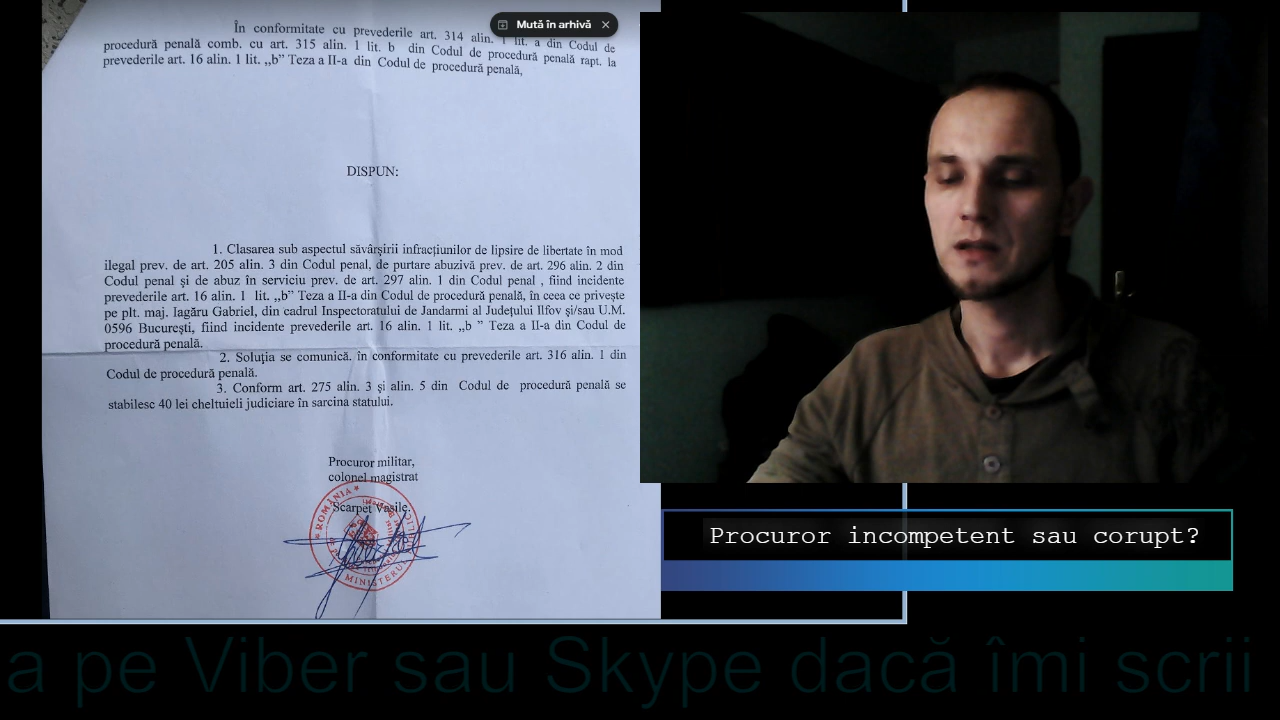 Mută în arhivă
În conformitate cu prevederile art. 314 alin. 1 lit. a din Codul de
procedură penală comb. cu art. 315 alin. 1 lit. b din Codul de procedură penală rapt. la
prevederile art. 16 alin. 1 lit. ,,b” Teza a II-a din Codul de procedură penală,
DISPUN:
1. Clasarea sub aspectul săvârșirii infracțiunilor de lipsire de libertate în mod
ilegal prev. de art. 205 alin. 3 din Codul penal, de purtare abuzivă prev. de art. 296 alin. 2 din
Codul penal și de abuz în serviciu prev. de art. 297 alin. 1 din Codul penal , fiind incidente
prevederile art. 16 alin. 1 lit. ,,b” Teza a II-a din Codul de procedură penală, în ceea ce privește
pe plt. maj. Iagăru Gabriel, din cadrul Inspectoratului de Jandarmi al Județului Ilfov și/sau U.M.
0596 București, fiind incidente prevederile art. 16 alin. 1 lit. ,,b ” Teza a II-a din Codul de
procedură penală.
2. Soluția se comunică. în conformitate cu prevederile art. 316 alin. 1 din
Codul de procedură penală.
3. Conform art. 275 alin. 3 și alin. 5 din Codul de procedură penală se
stabilesc 40 lei cheltuieli judiciare în sarcina statului.
Procuror militar,
colonel magistrat
Scarpet Vasile.
ROMÂNIA
Procuror incompetent sau corupt?
a pe Viber sau Skype dacă îmi scrii